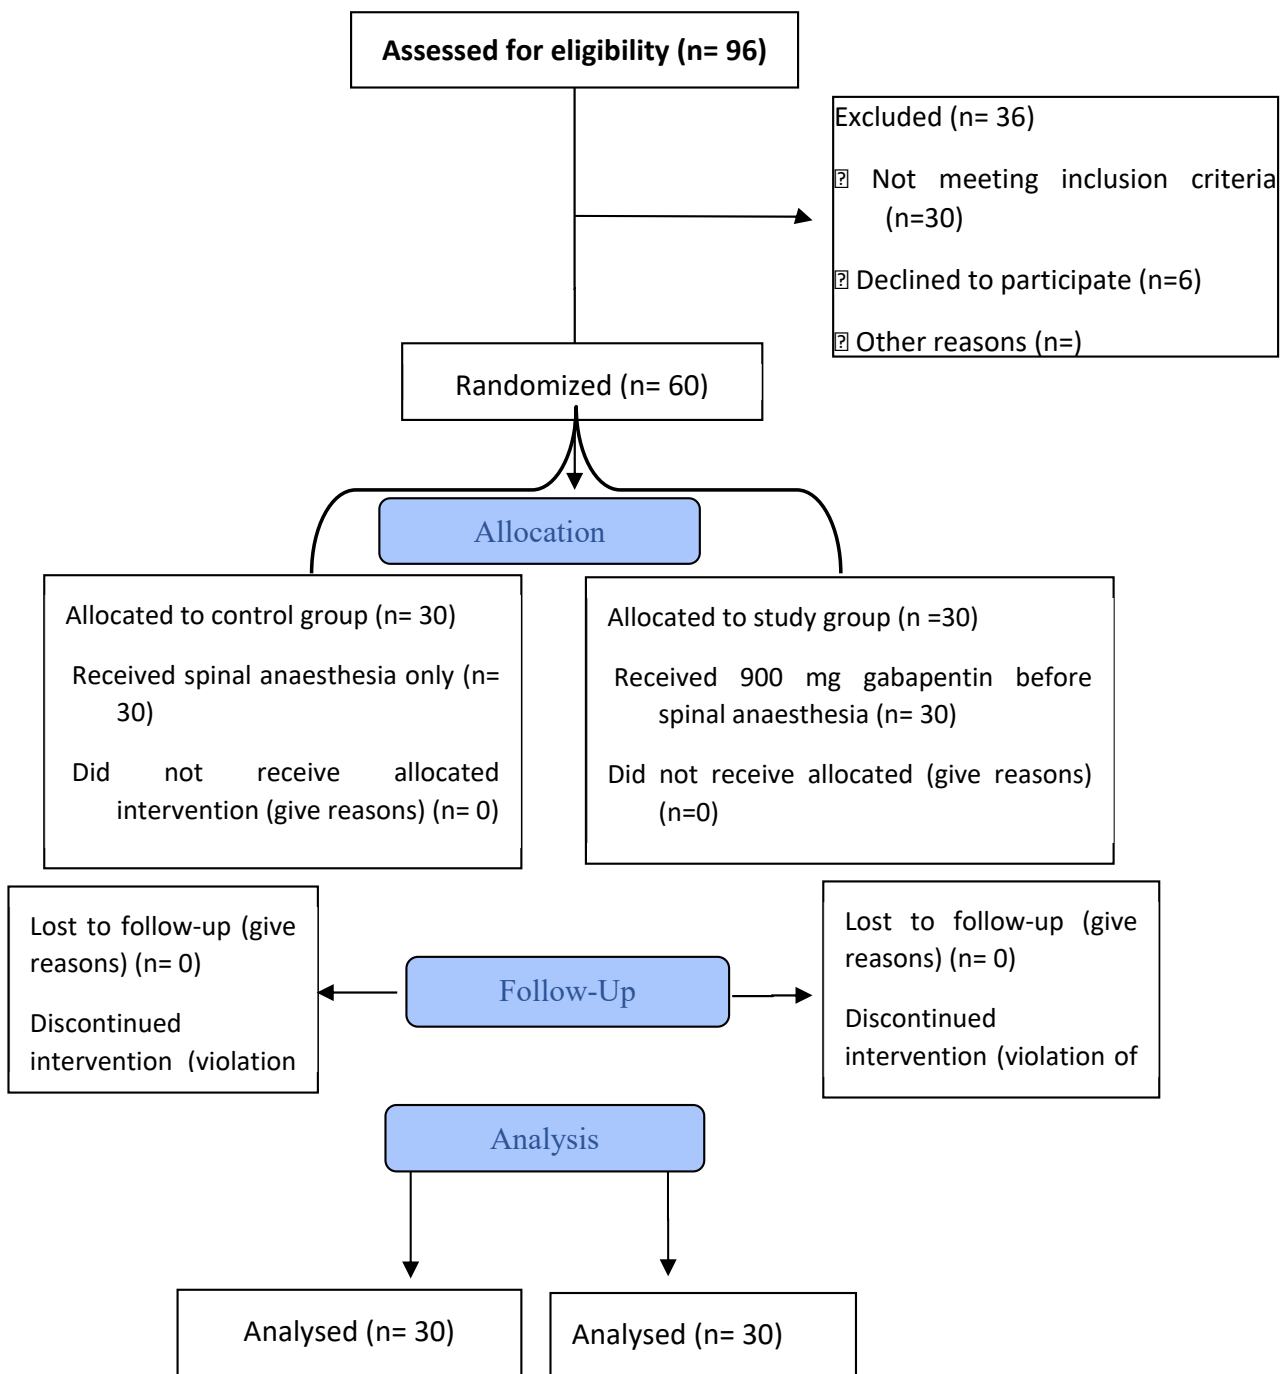 Assessed for eligibility (n= 96)
Excluded (n= 36)
⍰ Not meeting inclusion criteria
(n=30)
⍰ Declined to participate (n=6)
⍰ Other reasons (n=)
Randomized (n= 60)
Allocation
Allocated to control group (n= 30)
Received spinal anaesthesia only (n=
30)
Did not receive allocated
intervention (give reasons) (n= 0)
Allocated to study group (n =30)
Received 900 mg gabapentin before
spinal anaesthesia (n= 30)
Did not receive allocated (give reasons)
(n=0)
Lost to follow-up (give
reasons) (n= 0)
Discontinued
intervention (violation
Follow-Up
Lost to follow-up (give
reasons) (n= 0)
Discontinued
intervention (violation of
Analysis
Analysed (n= 30)
Analysed (n= 30)